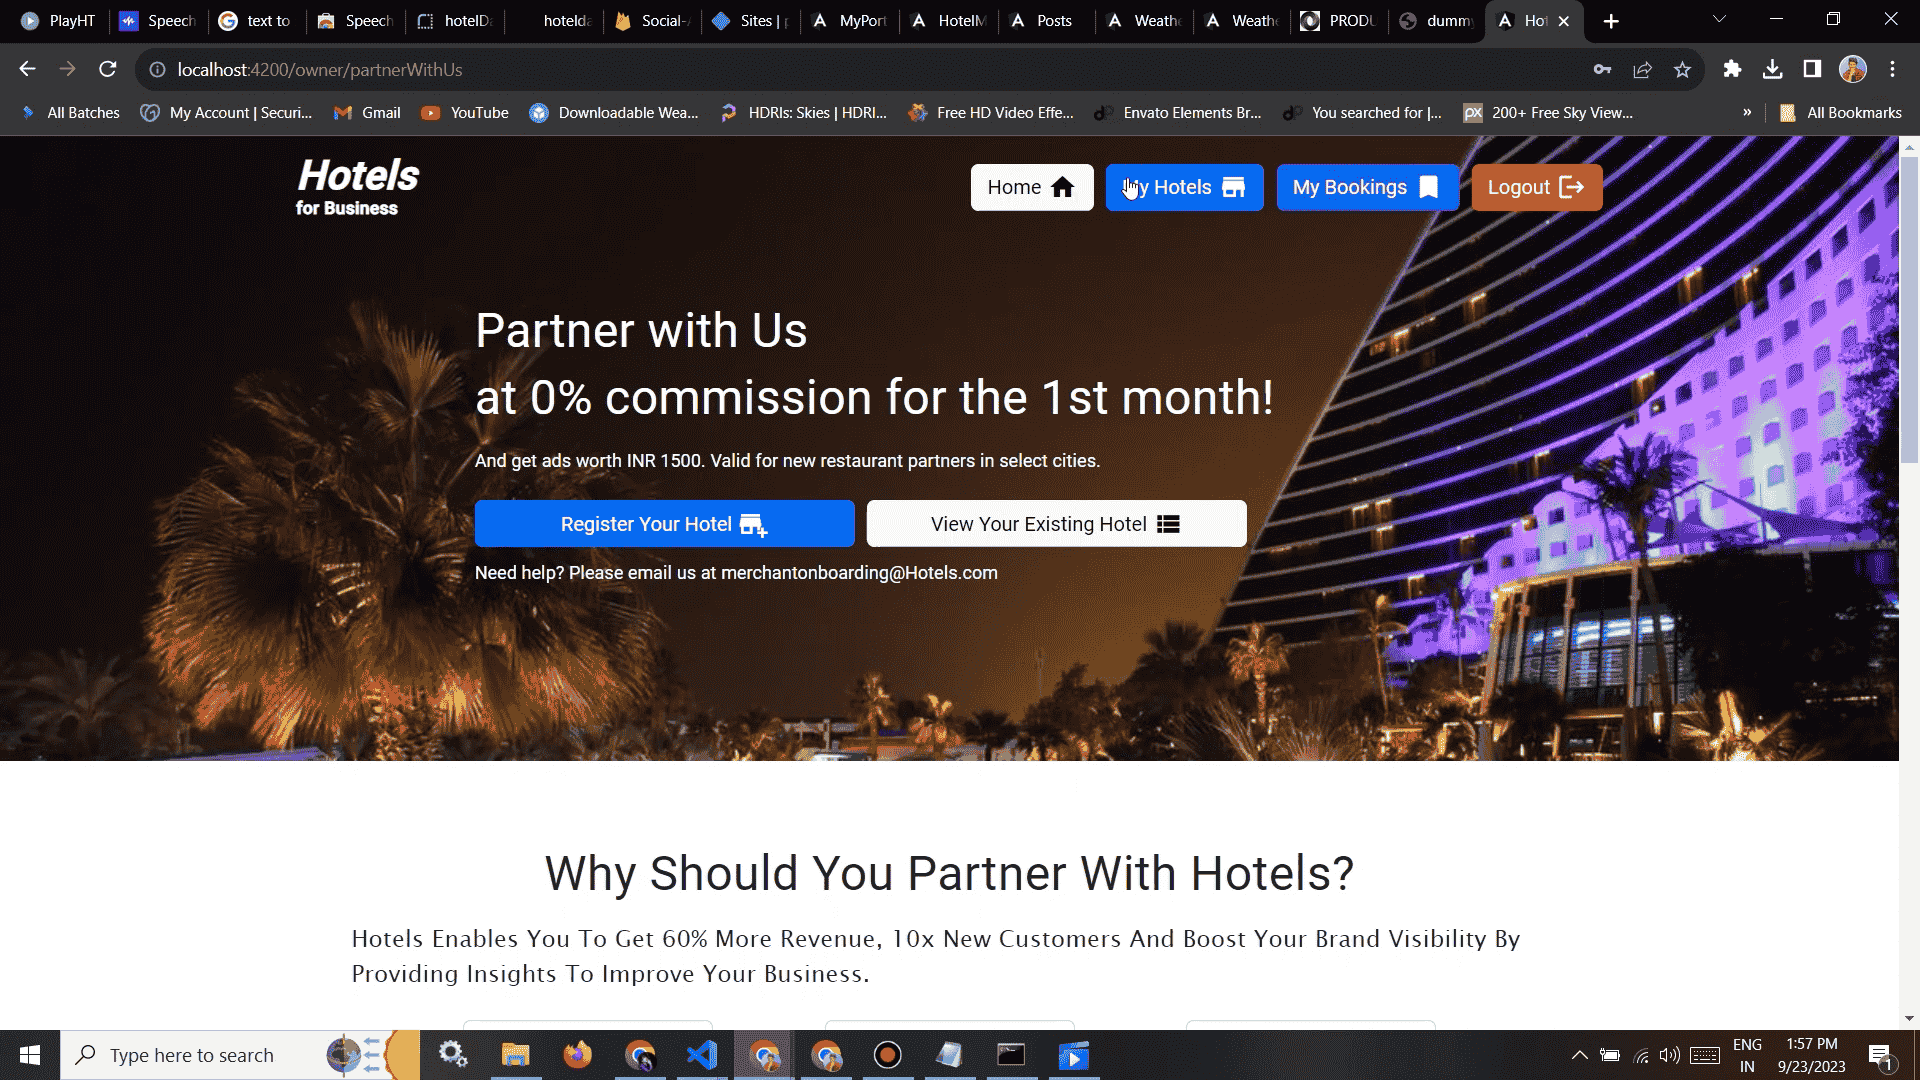 PlayHT
Speech
text to
Speech
hotelDa
hotelda
Social-A
Sites | p
MyPort
HotelM
Posts
Weathe
Weathe
PRODU
dummy
Hot
localhost:4200/owner/partnerWithUs
All Batches
My Account | Securi...
Gmail
YouTube
Downloadable Wea...
HDRIs: Skies | HDRI...
Free HD Video Effe...
Envato Elements Br...
You searched for |...
px
200+ Free Sky View...
»
All Bookmarks
Hotels
for Business
Home
My Hotels
My Bookings
Logout
Partner with Us
at 0% commission for the 1st month!
And get ads worth INR 1500. Valid for new restaurant partners in select cities.
Register Your Hotel
View Your Existing Hotel
Need help? Please email us at merchantonboarding@Hotels.com
Why Should You Partner With Hotels?
Hotels Enables You To Get 60% More Revenue, 10x New Customers And Boost Your Brand Visibility By
Providing Insights To Improve Your Business.
Type here to search
ENG
IN
1:57 PM
9/23/2023
1